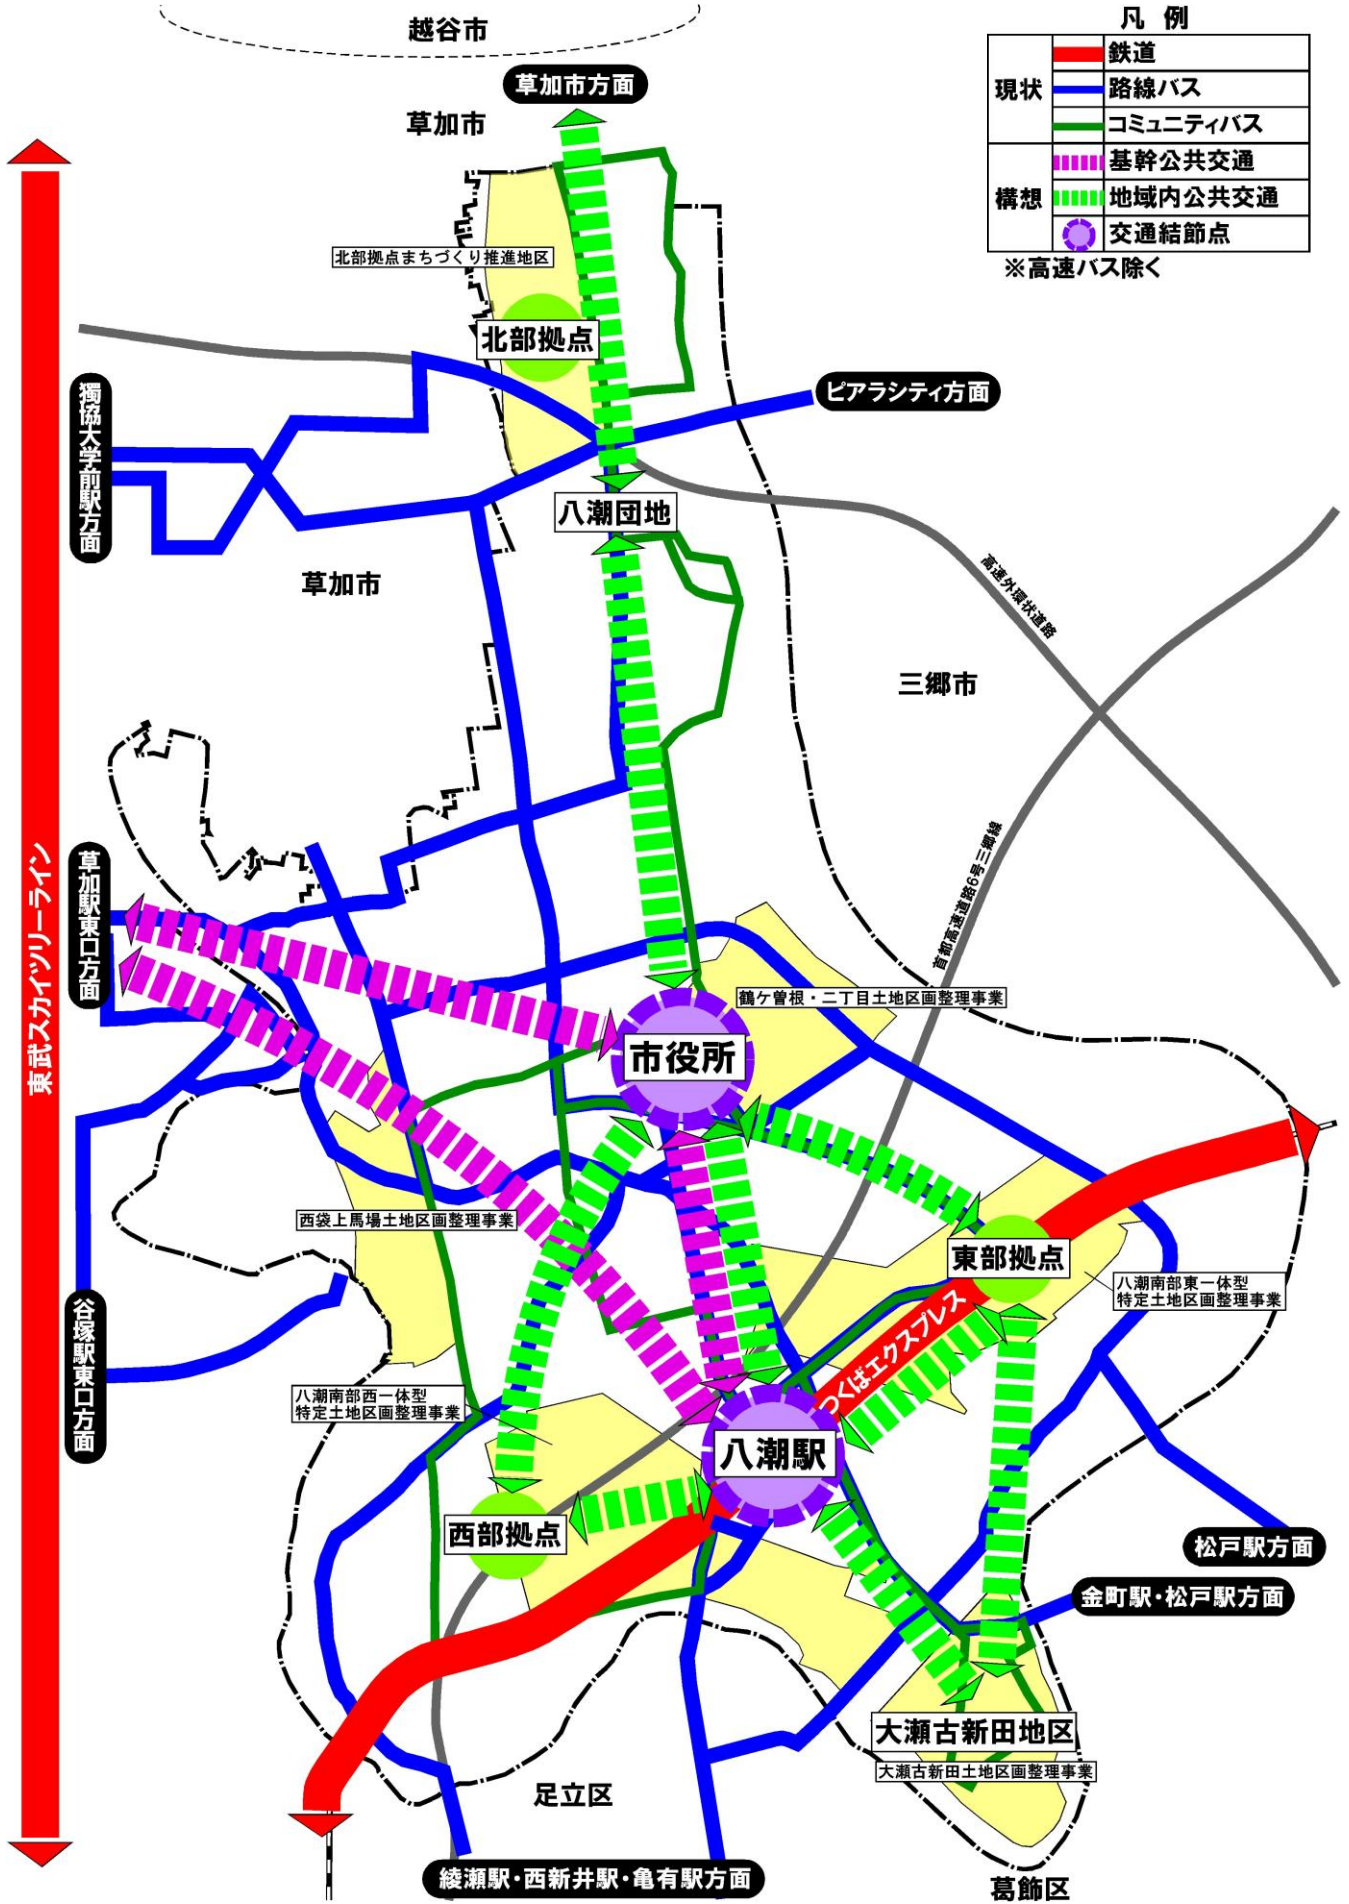 越谷市
凡 例
現状
鉄道
路線バス
コミュニティバス
構想
基幹公共交通
地域内公共交通
交通結節点
※高速バス除く
草加市方面
草加市
北部拠点まちづくり推進地区
北部拠点
ピアラシティ方面
獨協大学前駅方面
八潮団地
草加市
高速外環状道路
三郷市
首都高速道路6号三郷線
東武スカイツリーライン
草加駅東口方面
鶴ケ曽根・二丁目土地区画整理事業
市役所
西袋上馬場土地区画整理事業
東部拠点
八潮南部東一体型
特定土地区画整理事業
つくばエクスプレス
谷塚駅東口方面
八潮南部西一体型
特定土地区画整理事業
八潮駅
西部拠点
松戸駅方面
金町駅・松戸駅方面
大瀬古新田地区
大瀬古新田土地区画整理事業
足立区
綾瀬駅・西新井駅・亀有駅方面
葛飾区